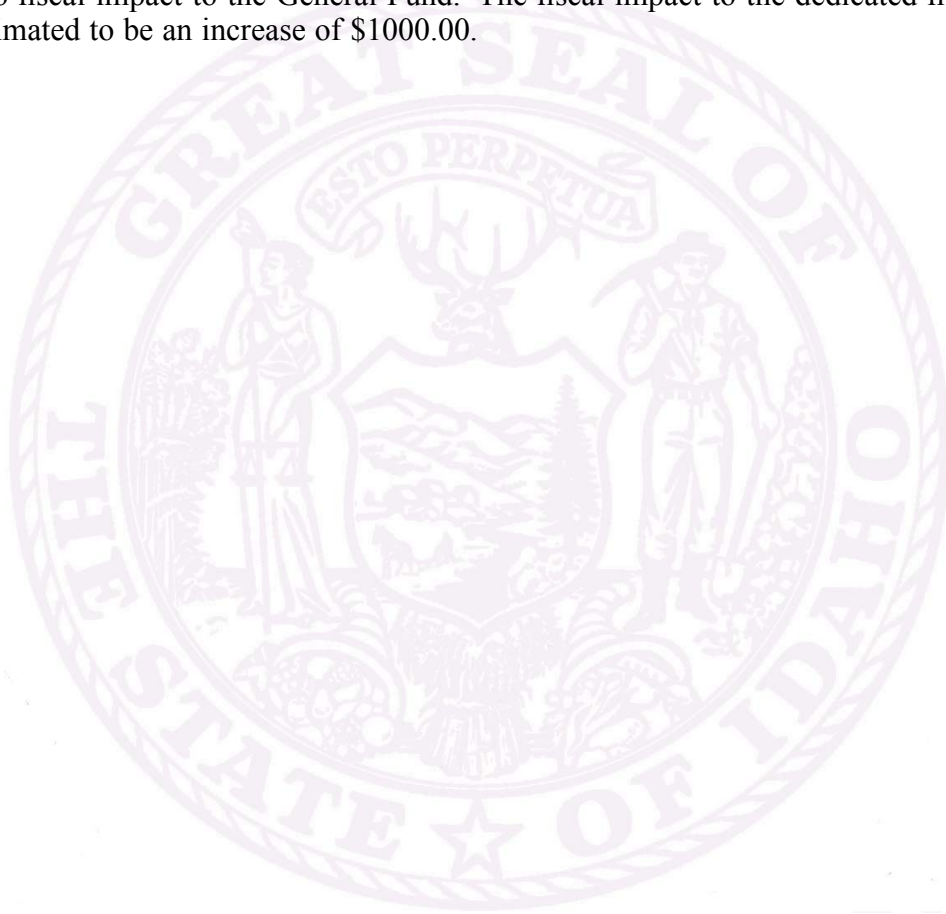 fiscal impact to the General Fund. The fiscal impact to the dedicated
imated to be an increase of $1000.00.
GREAT SEAL OF
ESTO PERPETUA
THE STATE ★ OF IDAHO